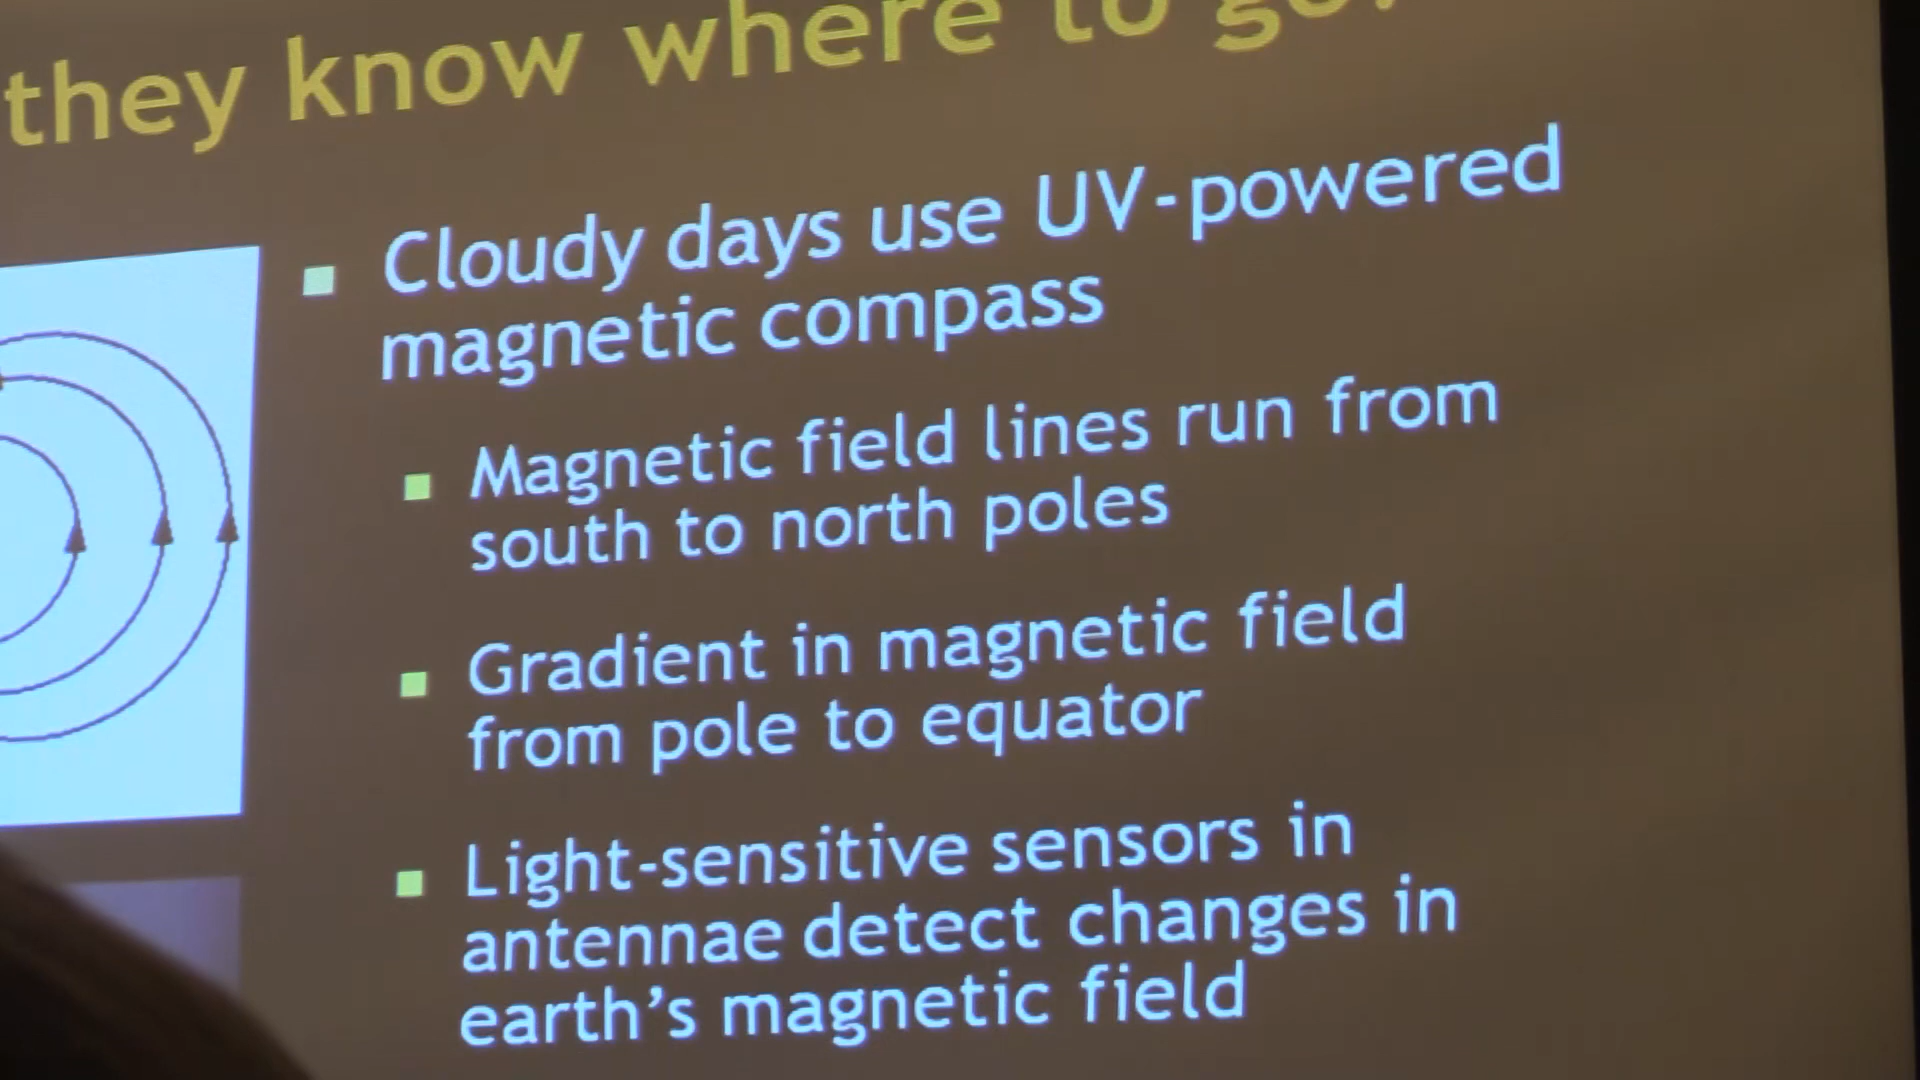 they know where to go?
Cloudy days use UV-powered
magnetic compass
Magnetic field lines run from
south to north poles
Gradient in magnetic field
from pole to equator
Light-sensitive sensors in
antennae detect changes in
earth's magnetic field